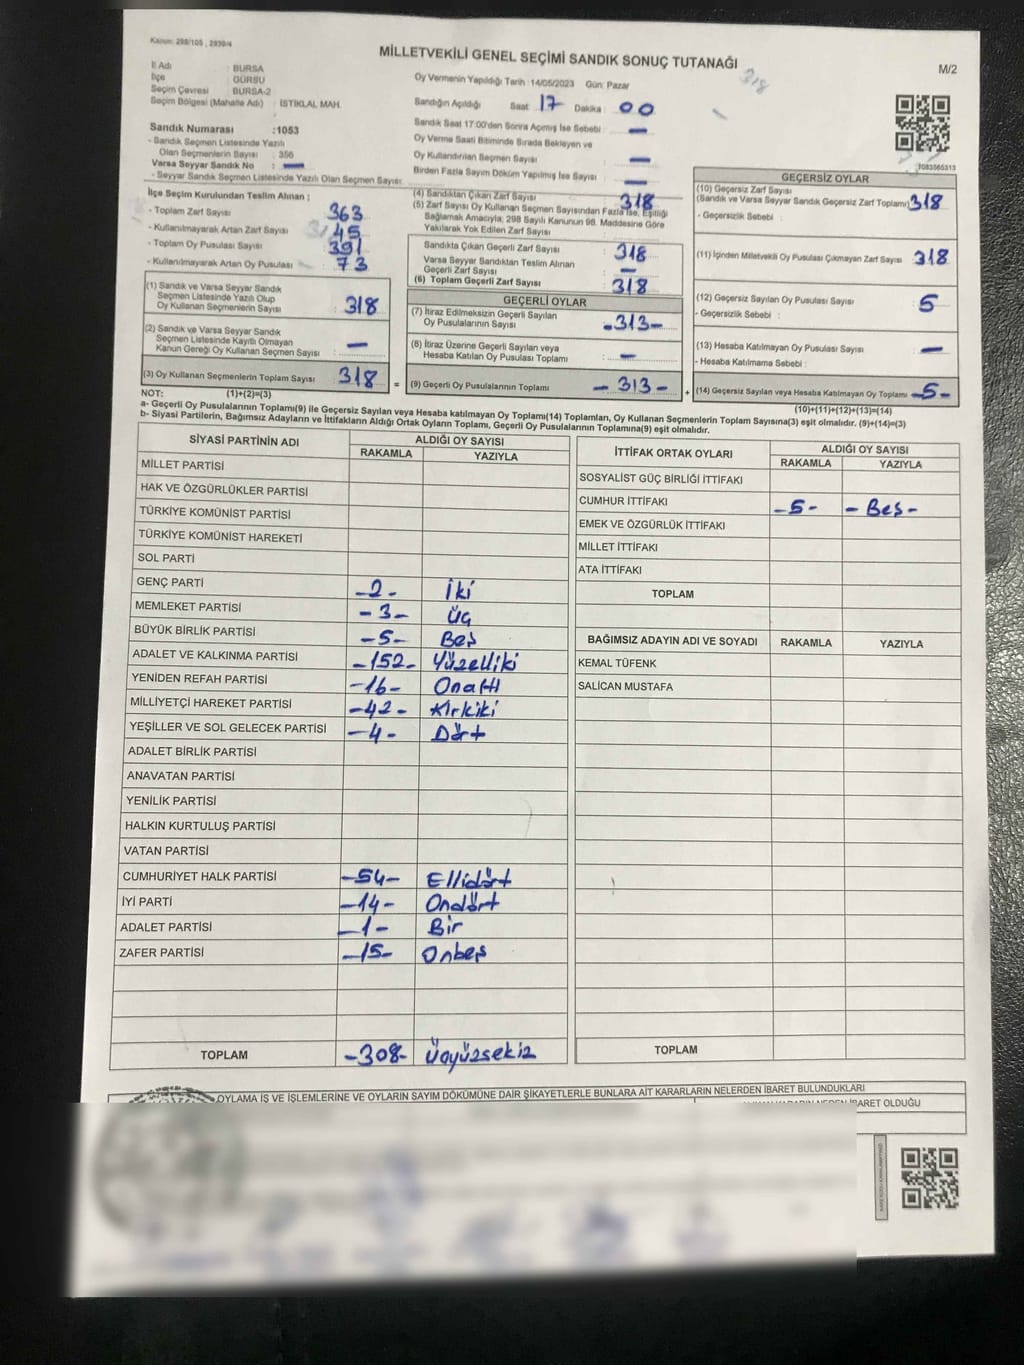 Kanun: 298/105 , 2839/4
MİLLETVEKİLİ GENEL SEÇİMİ SANDIK SONUÇ TUTANAĞI
M/2
318
İl Adı : BURSA
İlçe : GÜRSU
Seçim Çevresi : BURSA-2
Seçim Bölgesi (Mahalle Adı) : İSTİKLAL MAH.
Sandık Numarası :1053
- Sandık Seçmen Listesinde Yazılı
Olan Seçmenlerin Sayısı : 356
Varsa Seyyar Sandık No : -
- Seyyar Sandık Seçmen Listesinde Yazılı Olan Seçmen Sayısı:
İlçe Seçim Kurulundan Teslim Alınan ;
- Toplam Zarf Sayısı 363
- Kullanılmayarak Artan Zarf Sayısı : 45
- Toplam Oy Pusulası Sayısı 391
- Kullanılmayarak Artan Oy Pusulası : 73
(1) Sandık ve Varsa Seyyar Sandık
Seçmen Listesinde Yazılı Olup
Oy Kullanan Seçmenlerin Sayısı : 318
(2) Sandık ve Varsa Seyyar Sandık
Seçmen Listesinde Kayıtlı Olmayan
Kanun Gereği Oy Kullanan Seçmen Sayısı : -
(3) Oy Kullanan Seçmenlerin Toplam Sayısı 318
Oy Vermenin Yapıldığı Tarih :14/05/2023 Gün: Pazar
Sandığın Açıldığı Saat : 17 Dakika : 00
Sandık Saat 17:00'den Sonra Açılmış İse Sebebi : -
Oy Verme Saati Bitiminde Sırada Bekleyen ve
Oy Kullandırılan Seçmen Sayısı : -
Birden Fazla Sayım Döküm Yapılmış İse Sayısı : -
(4) Sandıktan Çıkan Zarf Sayısı : 318
(5) Zarf Sayısı Oy Kullanan Seçmen Sayısından Fazla İse, Eşitliği
Sağlamak Amacıyla, 298 Sayılı Kanunun 98. Maddesine Göre
Yakılarak Yok Edilen Zarf Sayısı :
Sandıkta Çıkan Geçerli Zarf Sayısı : 318
Varsa Seyyar Sandıktan Teslim Alınan
Geçerli Zarf Sayısı : -
(6) Toplam Geçerli Zarf Sayısı : 318
GEÇERLİ OYLAR
(7) İtiraz Edilmeksizin Geçerli Sayılan
Oy Pusulalarının Sayısı : -313-
(8) İtiraz Üzerine Geçerli Sayılan veya
Hesaba Katılan Oy Pusulası Toplamı : -
= (9) Geçerli Oy Pusulalarının Toplamı - 313 -
1083565313
GEÇERSİZ OYLAR
(10) Geçersiz Zarf Sayısı
(Sandık ve Varsa Seyyar Sandık Geçersiz Zarf Toplamı) 318
- Geçersizlik Sebebi :
(11) İçinden Milletvekili Oy Pusulası Çıkmayan Zarf Sayısı 318
(12) Geçersiz Sayılan Oy Pusulası Sayısı : 5
- Geçersizlik Sebebi :
(13) Hesaba Katılmayan Oy Pusulası Sayısı : -
- Hesaba Katılmama Sebebi :
+ (14) Geçersiz Sayılan veya Hesaba Katılmayan Oy Toplamı -5-
NOT: (1)+(2)=(3)
(10)+(11)+(12)+(13)=(14)
a- Geçerli Oy Pusulalarının Toplamı(9) ile Geçersiz Sayılan veya Hesaba katılmayan Oy Toplamı(14) Toplamları, Oy Kullanan Seçmenlerin Toplam Sayısına(3) eşit olmalıdır. (9)+(14)=(3)
b- Siyasi Partilerin, Bağımsız Adayların ve İttifakların Aldığı Ortak Oyların Toplamı, Geçerli Oy Pusulalarının Toplamına(9) eşit olmalıdır.
SİYASİ PARTİNİN ADI ALDIĞI OY SAYISI
RAKAMLA YAZIYLA
MİLLET PARTİSİ
HAK VE ÖZGÜRLÜKLER PARTİSİ
TÜRKİYE KOMÜNİST PARTİSİ
TÜRKİYE KOMÜNİST HAREKETİ
SOL PARTİ
GENÇ PARTİ -2- İki
MEMLEKET PARTİSİ -3- Üç
BÜYÜK BİRLİK PARTİSİ -5- Beş
ADALET VE KALKINMA PARTİSİ -152- Yüzelliki
YENİDEN REFAH PARTİSİ -16- Onaltı
MİLLİYETÇİ HAREKET PARTİSİ -42- Kırkiki
YEŞİLLER VE SOL GELECEK PARTİSİ -4- Dört
ADALET BİRLİK PARTİSİ
ANAVATAN PARTİSİ
YENİLİK PARTİSİ
HALKIN KURTULUŞ PARTİSİ
VATAN PARTİSİ
CUMHURİYET HALK PARTİSİ -54- Ellidört
İYİ PARTİ -14- Ondört
ADALET PARTİSİ -1- Bir
ZAFER PARTİSİ -15- Onbeş
TOPLAM -308- Üçyüzsekiz
İTTİFAK ORTAK OYLARI ALDIĞI OY SAYISI
RAKAMLA YAZIYLA
SOSYALİST GÜÇ BİRLİĞİ İTTİFAKI
CUMHUR İTTİFAKI -5- -Beş-
EMEK VE ÖZGÜRLÜK İTTİFAKI
MİLLET İTTİFAKI
ATA İTTİFAKI
TOPLAM
BAĞIMSIZ ADAYIN ADI VE SOYADI RAKAMLA YAZIYLA
KEMAL TÜFENK
SALİCAN MUSTAFA
TOPLAM
OYLAMA İŞ VE İŞLEMLERİNE VE OYLARIN SAYIM DÖKÜMÜNE DAİR ŞİKAYETLERLE BUNLARA AİT KARARLARIN NELERDEN İBARET BULUNDUKLARI
İBARET OLDUĞU